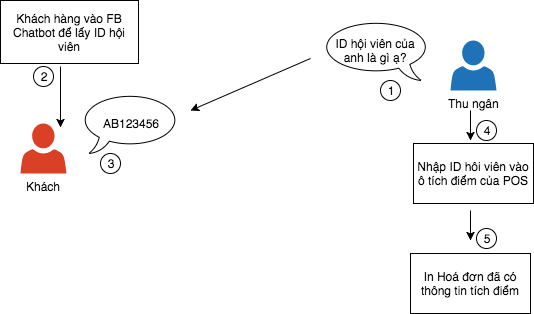 Khách hàng vào FB
Chatbot để lấy ID hội
viên
2
AB123456
3
Khách
ID hội viên của
anh là gì ạ?
1
Thu ngân
4
Nhập ID hôi viên vào
ô tích điểm của POS
5
In Hoá đơn đã có
thông tin tích điểm